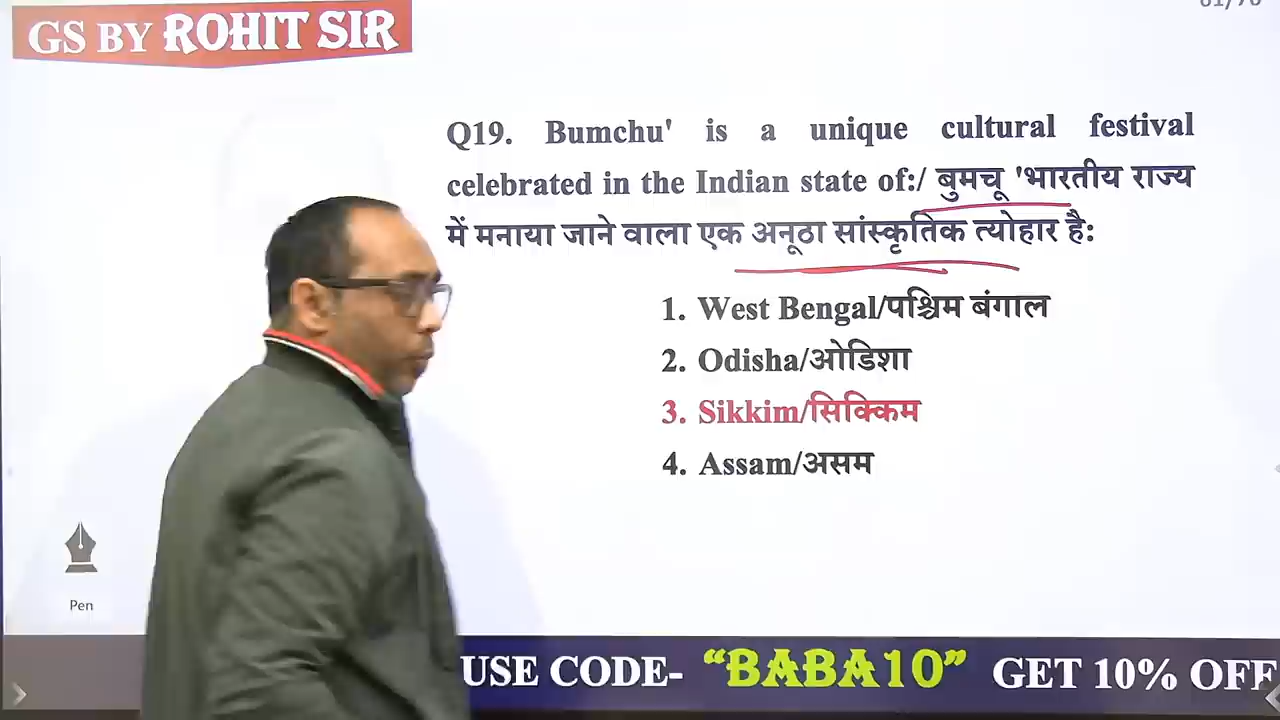 GS BY ROHIT SIR
Q19. Bumchu' is a unique cultural festival
celebrated in the Indian state of:/ बुमचू 'भारतीय राज्य
में मनाया जाने वाला एक अनूठा सांस्कृतिक त्योहार है:
1. West Bengal/पश्चिम बंगाल
2. Odisha/ओडिशा
3. Sikkim/सिक्किम
4. Assam/असम
Pen
USE CODE- “BABA10” GET 10% OFF